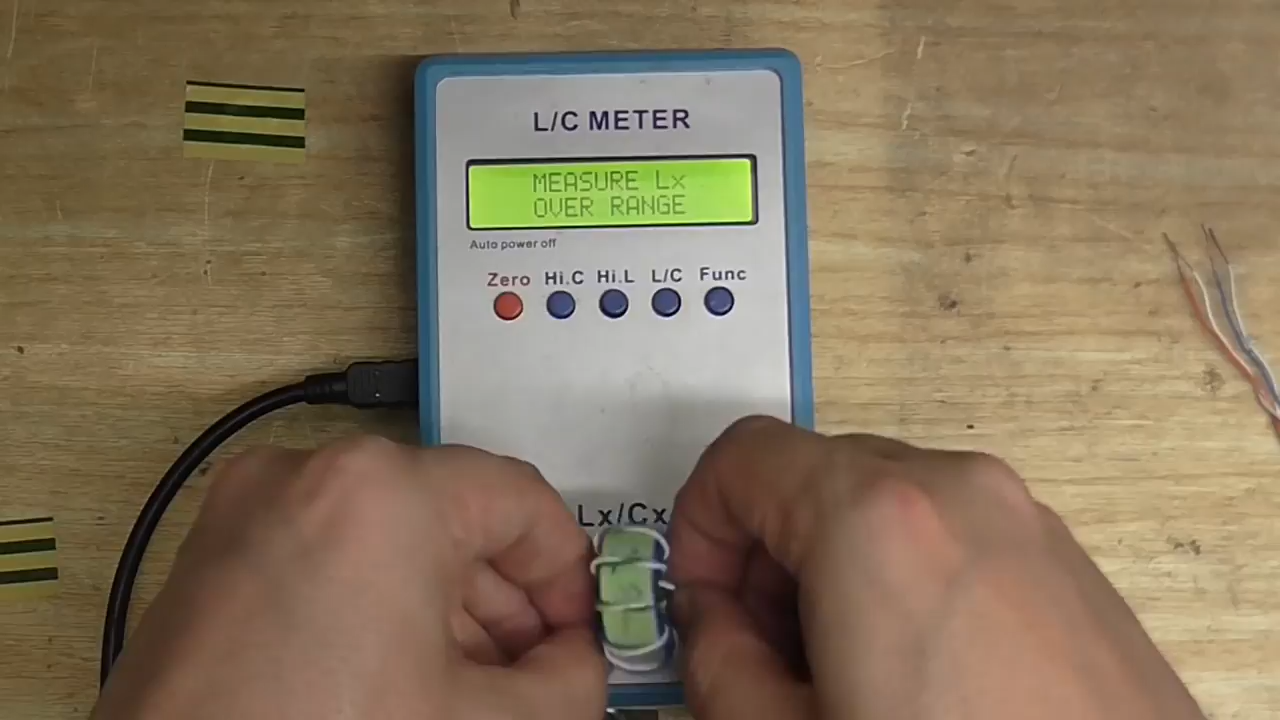 L/C METER
MEASURE Lx
OVER RANGE
Auto power off
Zero Hi.C Hi.L L/C Func
Lx/Cx